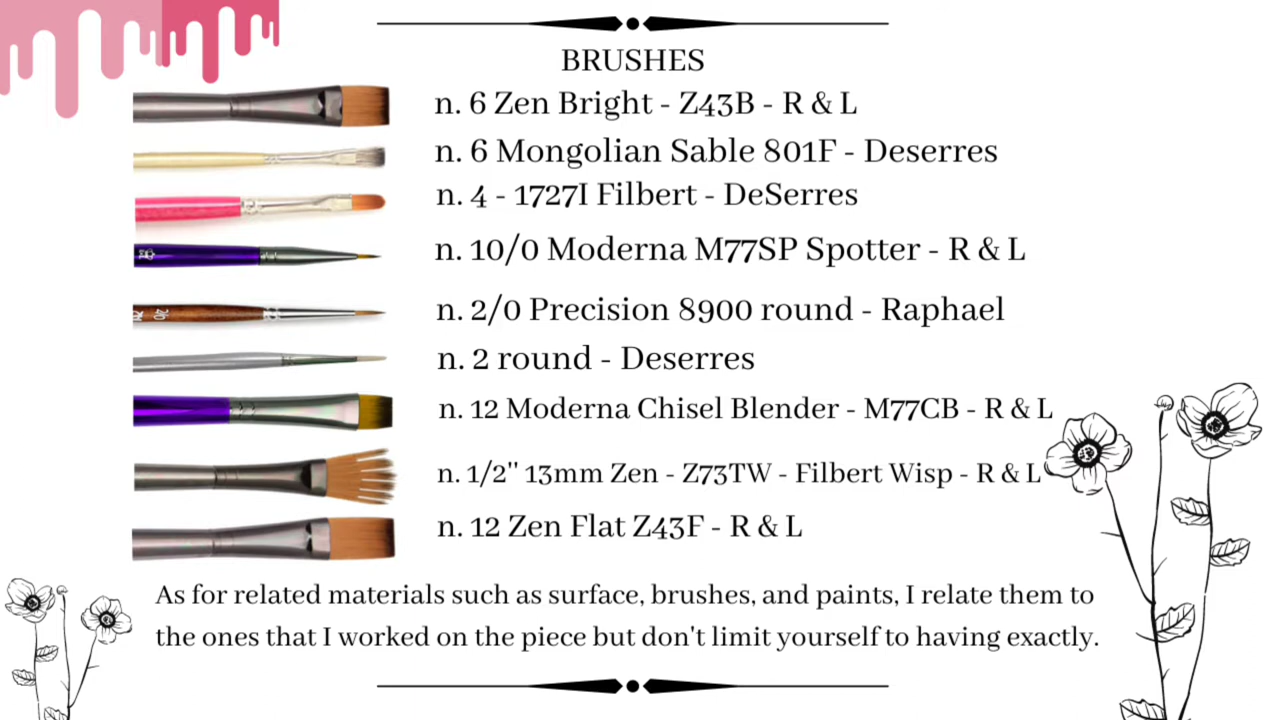 BRUSHES
n. 6 Zen Bright - Z43B - R & L
n. 6 Mongolian Sable 801F - Deserres
n. 4 - 1727I Filbert - DeSerres
n. 10/0 Moderna M77SP Spotter - R & L
n. 2/0 Precision 8900 round - Raphael
n. 2 round - Deserres
n. 12 Moderna Chisel Blender - M77CB - R & L
n. 1/2" 13mm Zen - Z73TW - Filbert Wisp - R & L
n. 12 Zen Flat Z43F - R & L
As for related materials such as surface, brushes, and paints, I relate them to
the ones that I worked on the piece but don't limit yourself to having exactly.